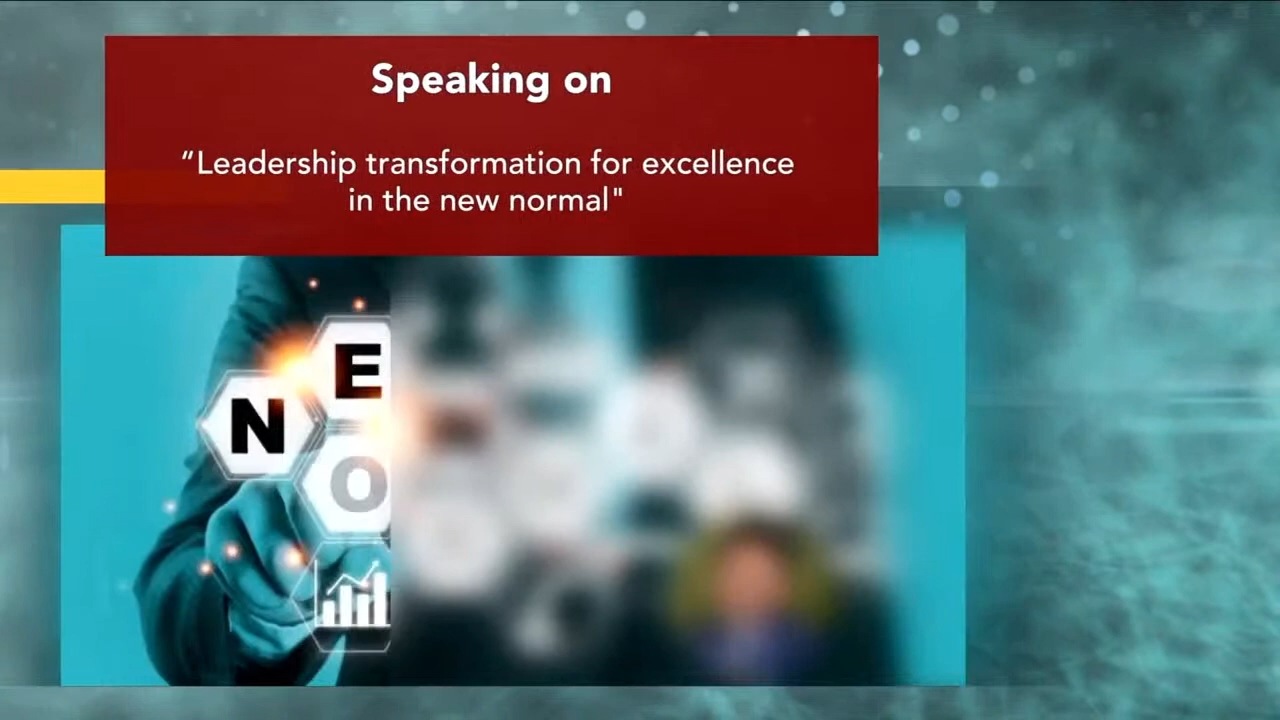 Speaking on
“Leadership transformation for excellence
in the new normal"
E
N
O